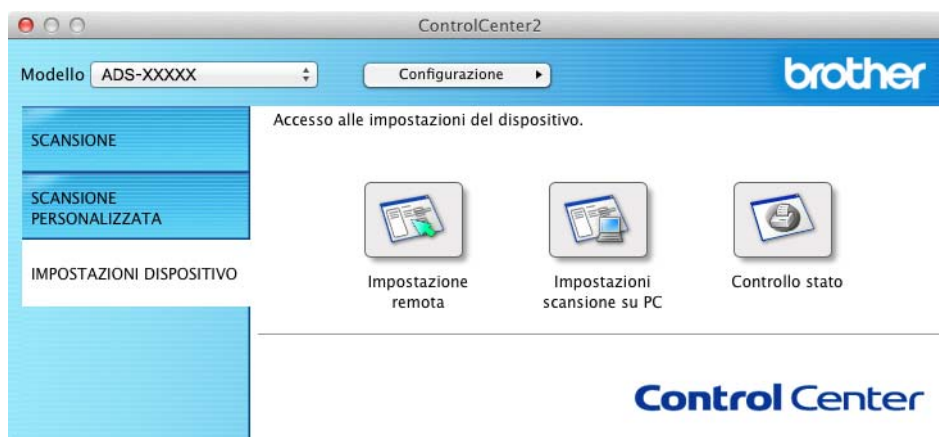 ControlCenter2
Modello ADS-XXXXX Configurazione
brother
SCANSIONE
SCANSIONE
PERSONALIZZATA
IMPOSTAZIONI DISPOSITIVO
Accesso alle impostazioni del dispositivo.
Impostazione
remota
Impostazioni
scansione su PC
Controllo stato
Control Center